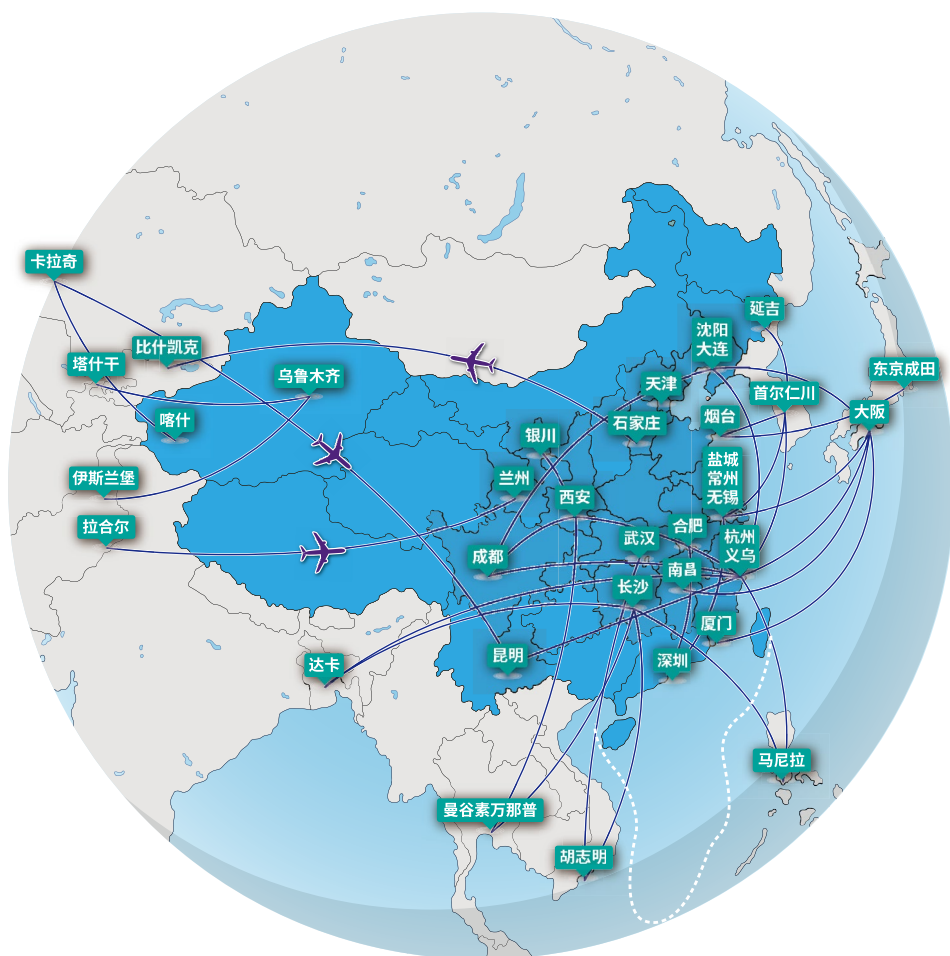 卡拉奇
延吉
沈阳
大连
比什凯克
塔什干
乌鲁木齐
东京成田
天津
首尔仁川
大阪
喀什
银川
石家庄
烟台
伊斯兰堡
兰州
西安
盐城
常州
无锡
拉合尔
合肥
武汉
杭州
义乌
成都
南昌
长沙
厦门
昆明
深圳
达卡
马尼拉
曼谷素万那普
胡志明